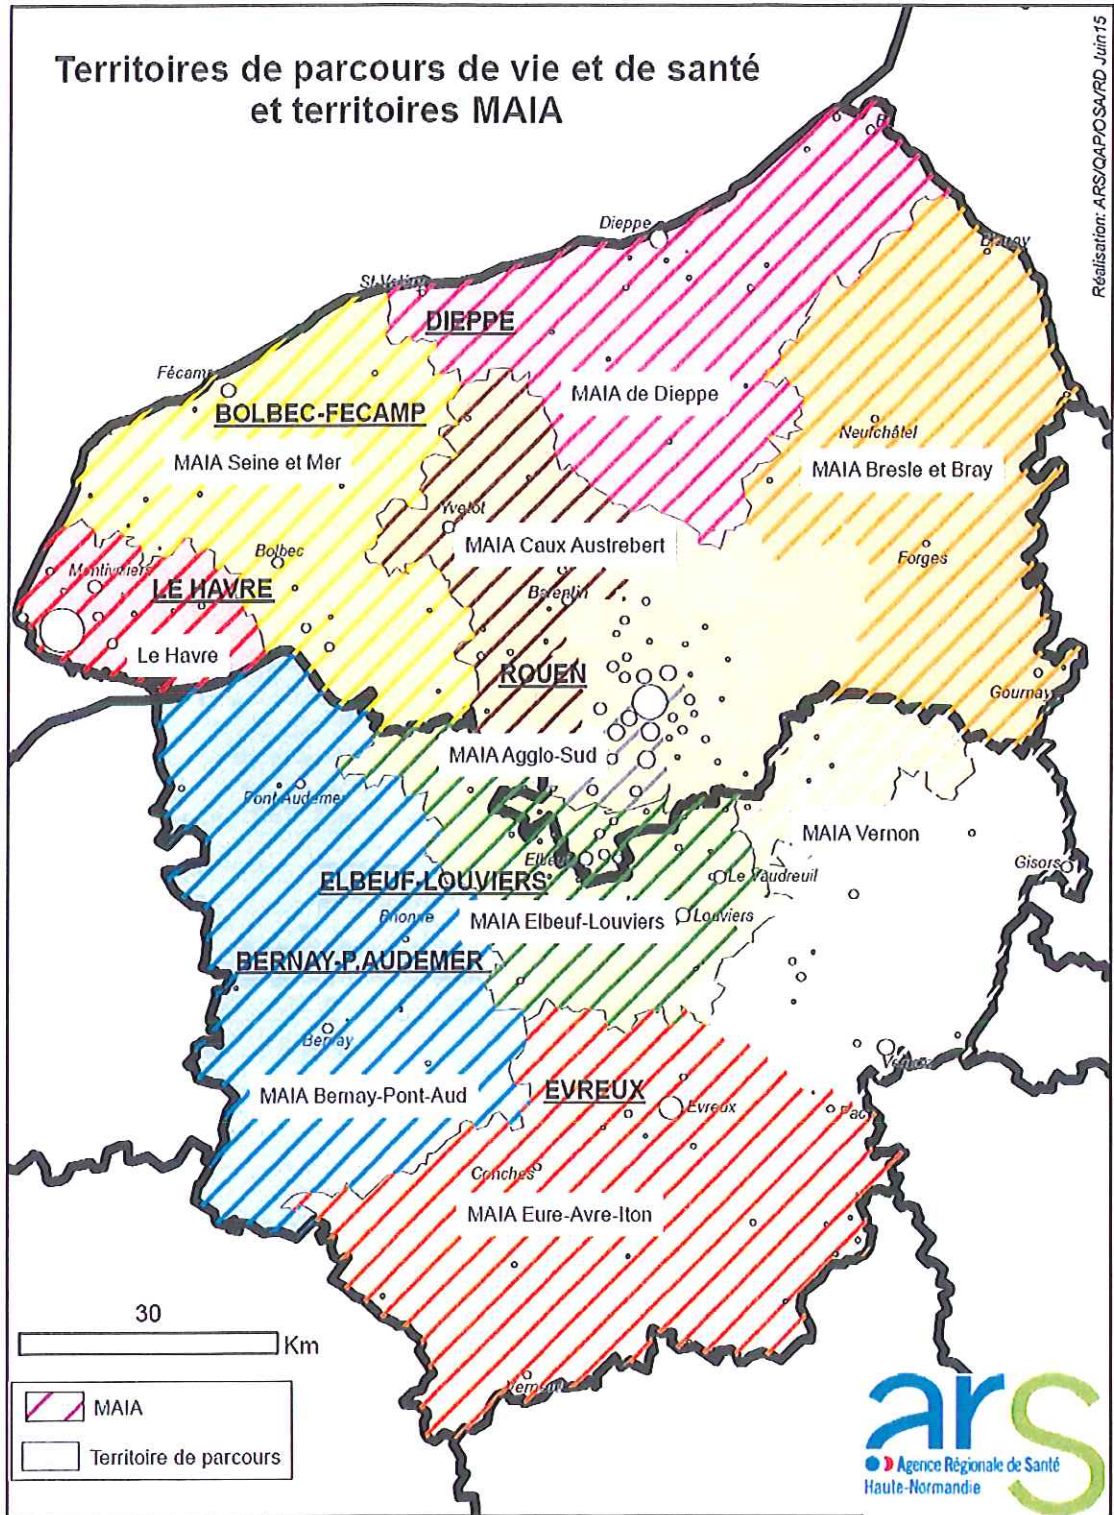 Territoires de parcours de vie et de santé
et territoires MAIA
Réalisation: ARS/QAP/OSA/RD Juin15
Dieppe
DIEPPE
Fécamp
BOLBEC-FECAMP
MAIA de Dieppe
Neufchâtel
MAIA Seine et Mer
MAIA Bresle et Bray
Yvetot
MAIA Caux Austrebert
Bolbec
Forges
Montivilliers
LE HAVRE
Barentin
Le Havre
ROUEN
Gournay
MAIA Agglo-Sud
Pont Audemer
MAIA Vernon
Elbeuf
Gisors
Le Vaudreuil
ELBEUF-LOUVIERS
Brionne
MAIA Elbeuf-Louviers
Louviers
BERNAY-P.AUDEMER
Bernay
MAIA Bernay-Pont-Aud
EVREUX
Evreux
Conches
MAIA Eure-Avre-Iton
30
Km
MAIA
Territoire de parcours
ars
Agence Régionale de Santé
Haute-Normandie